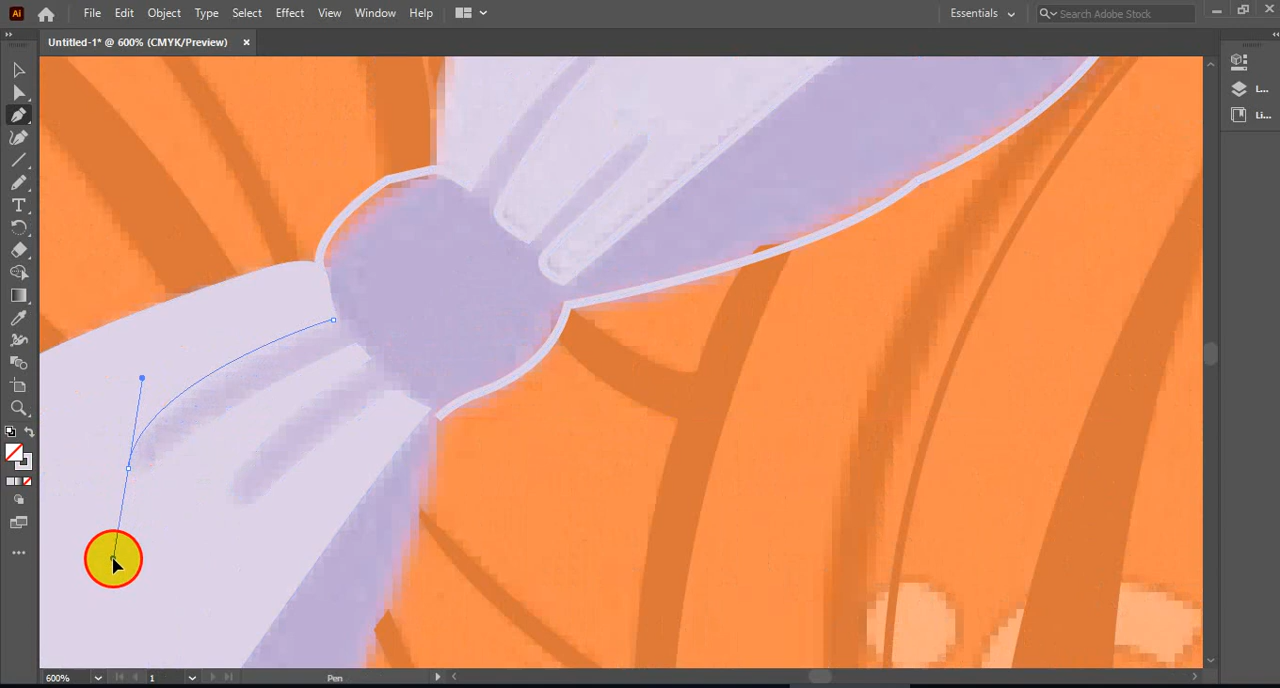 Ai File Edit Object Type Select Effect View Window Help Essentials Search Adobe Stock
Untitled-1* @ 600% (CMYK/Preview) ×
L...
Li...
T
600% 1 Pen